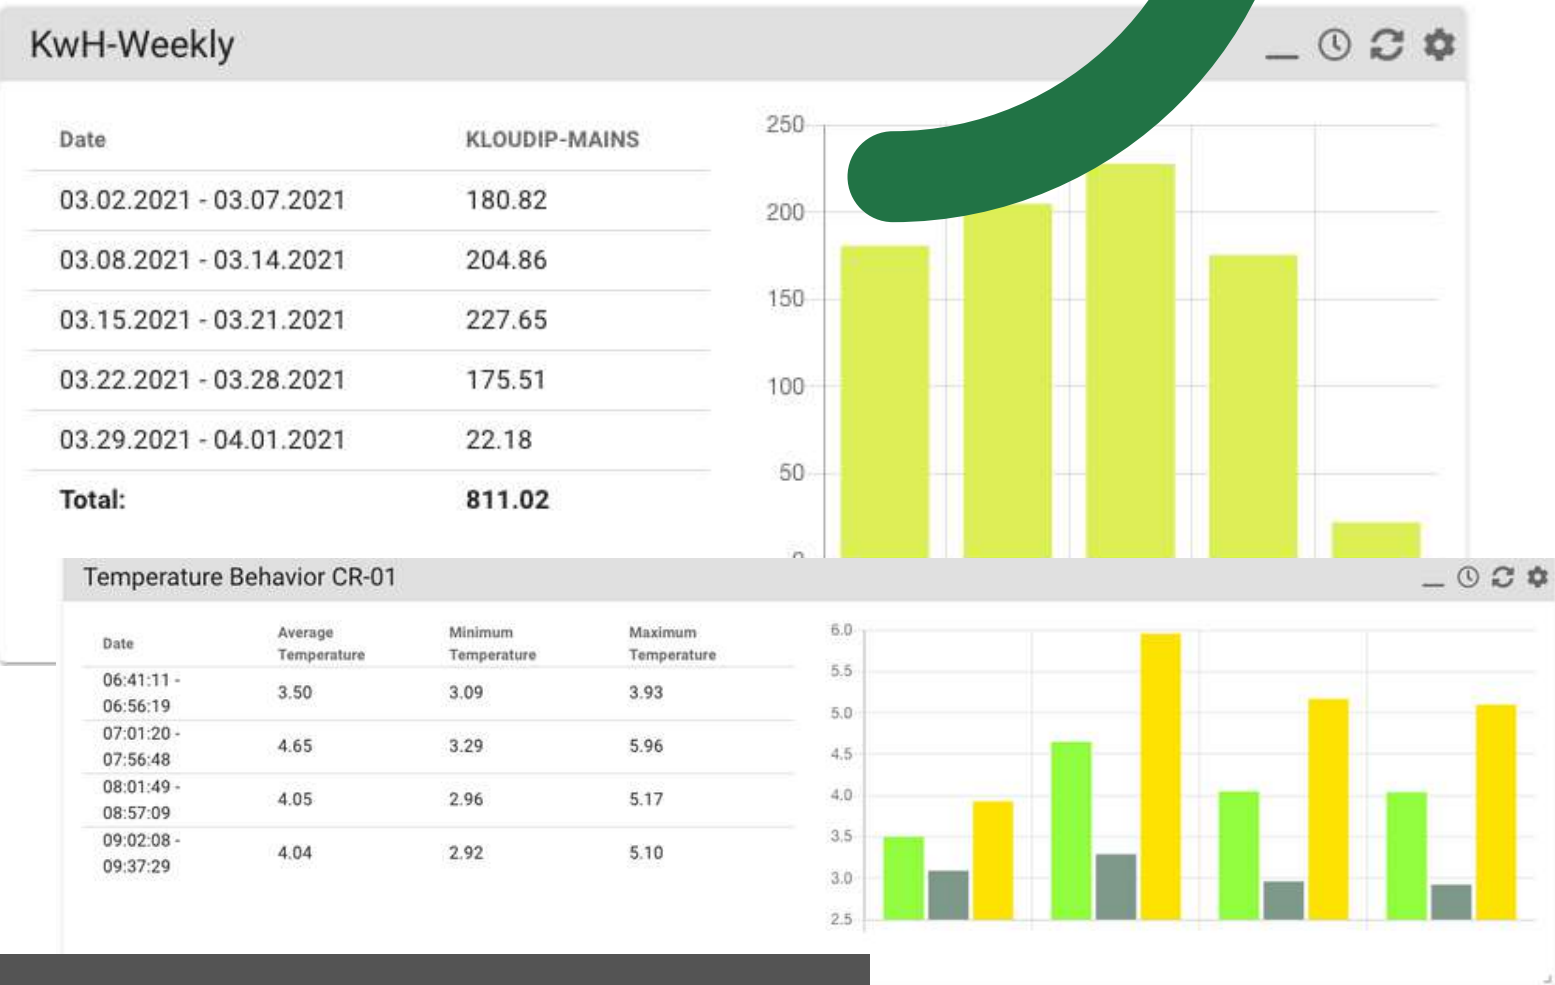 KwH-Weekly
Date KLOUDIP-MAINS
03.02.2021 - 03.07.2021 180.82
03.08.2021 - 03.14.2021 204.86
03.15.2021 - 03.21.2021 227.65
03.22.2021 - 03.28.2021 175.51
03.29.2021 - 04.01.2021 22.18
Total: 811.02
250
200
150
100
50
0
Temperature Behavior CR-01
Date Average Temperature Minimum Temperature Maximum Temperature
06:41:11 - 06:56:19 3.50 3.09 3.93
07:01:20 - 07:56:48 4.65 3.29 5.96
08:01:49 - 08:57:09 4.05 2.96 5.17
09:02:08 - 09:37:29 4.04 2.92 5.10
6.0
5.5
5.0
4.5
4.0
3.5
3.0
2.5